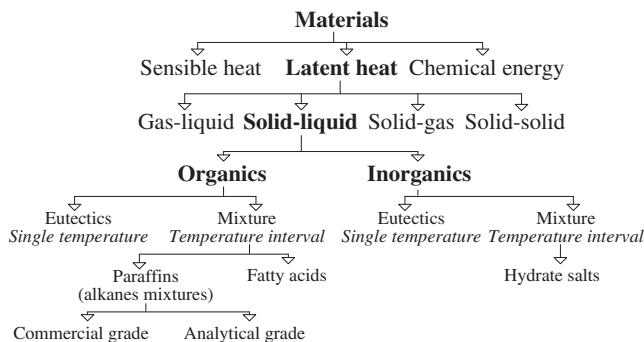 Materials
Sensible heat Latent heat Chemical energy
Gas-liquid Solid-liquid Solid-gas Solid-solid
Organics Inorganics
Eutectics Mixture Eutectics Mixture
Single temperature Temperature interval Single temperature Temperature interval
Paraffins Fatty acids Hydrate salts
(alkanes mixtures)
Commercial grade Analytical grade